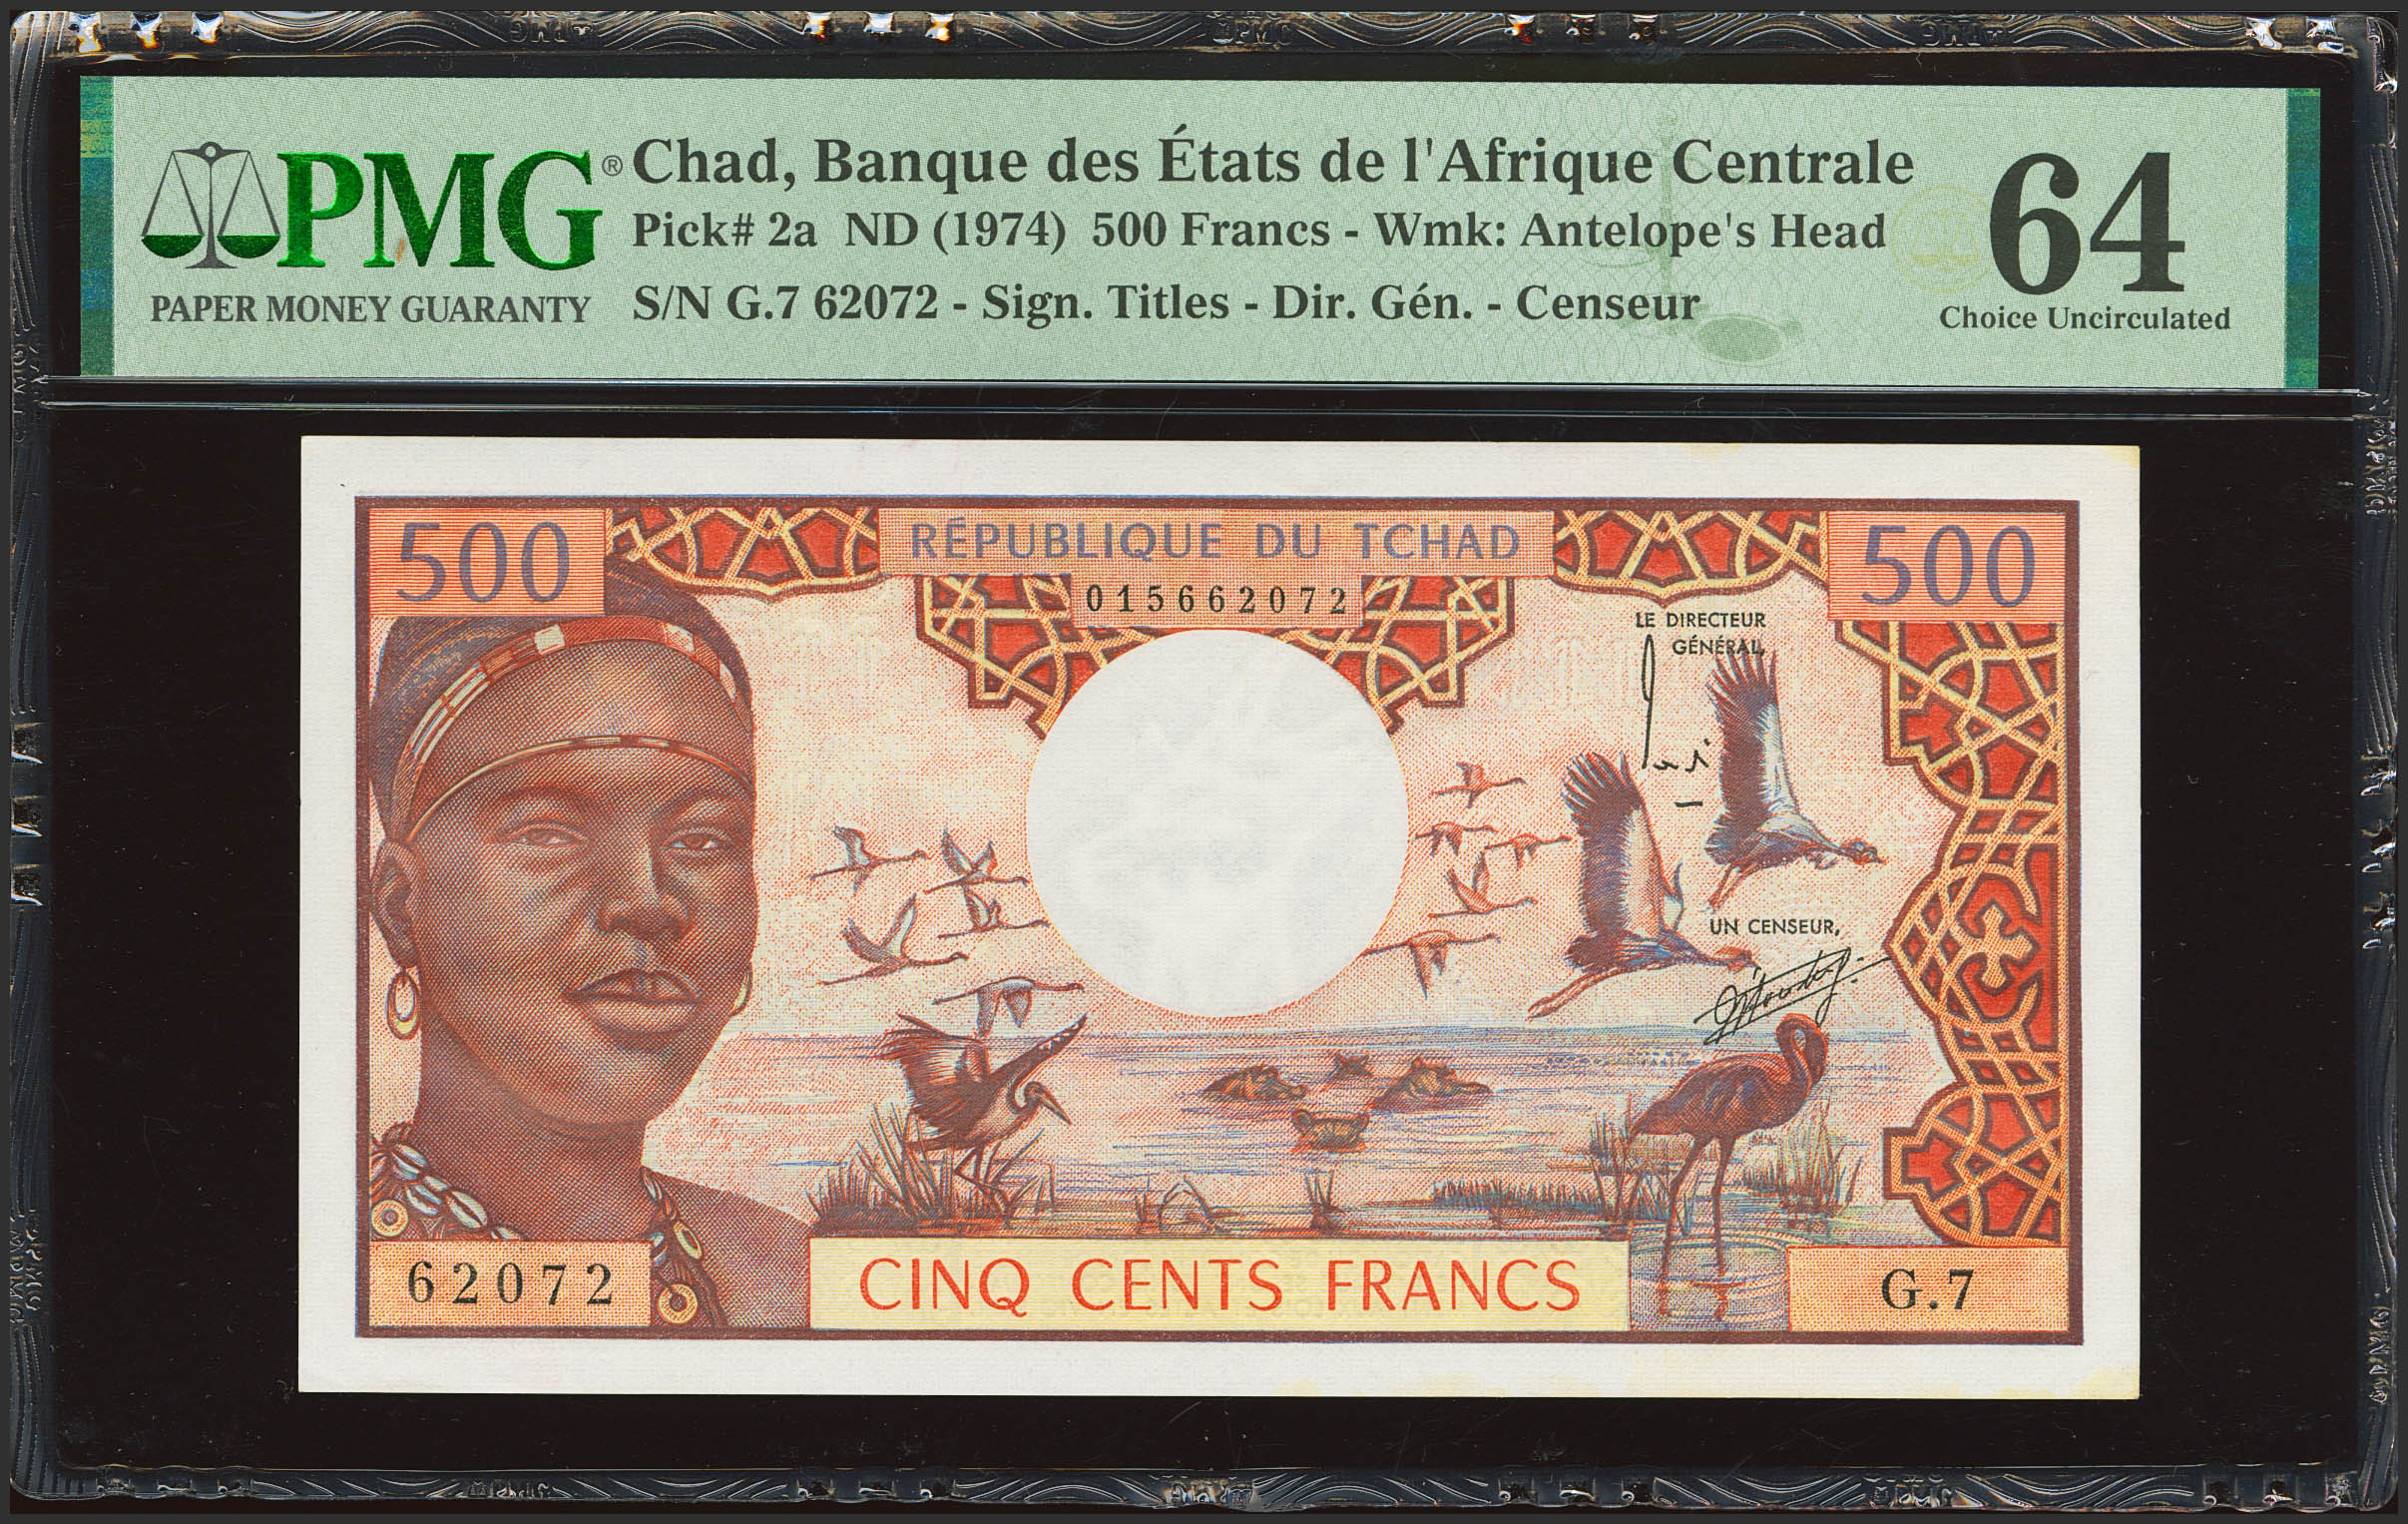 PMG®
PAPER MONEY GUARANTY
Chad, Banque des États de l'Afrique Centrale
Pick# 2a ND (1974) 500 Francs - Wmk: Antelope's Head
S/N G.7 62072 - Sign. Titles - Dir. Gén. - Censeur
64
Choice Uncirculated
500
RÉPUBLIQUE DU TCHAD
500
015662072
LE DIRECTEUR
GÉNÉRAL,
UN CENSEUR,
62072
CINQ CENTS FRANCS
G.7